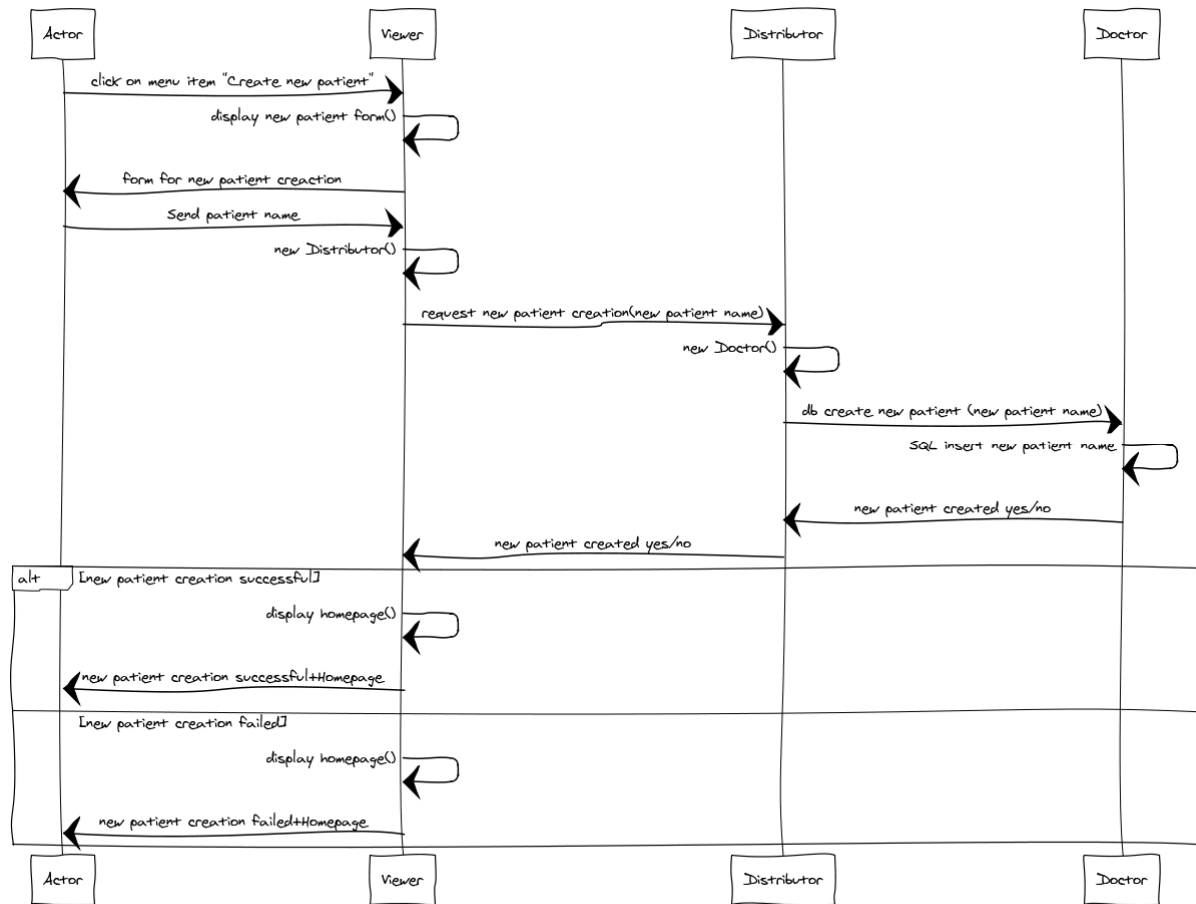 Actor
Viewer
Distributor
Doctor
click on menu item "Create new patient"
display new patient form()
form for new patient creaction
Send patient name
new Distributor()
request new patient creation(new patient name)
new Doctor()
db create new patient (new patient name)
SQL insert new patient name
new patient created yes/no
new patient created yes/no
alt [new patient creation successful]
display homepage()
new patient creation successful+Homepage
[new patient creation failed]
display homepage()
new patient creation failed+Homepage
Actor
Viewer
Distributor
Doctor